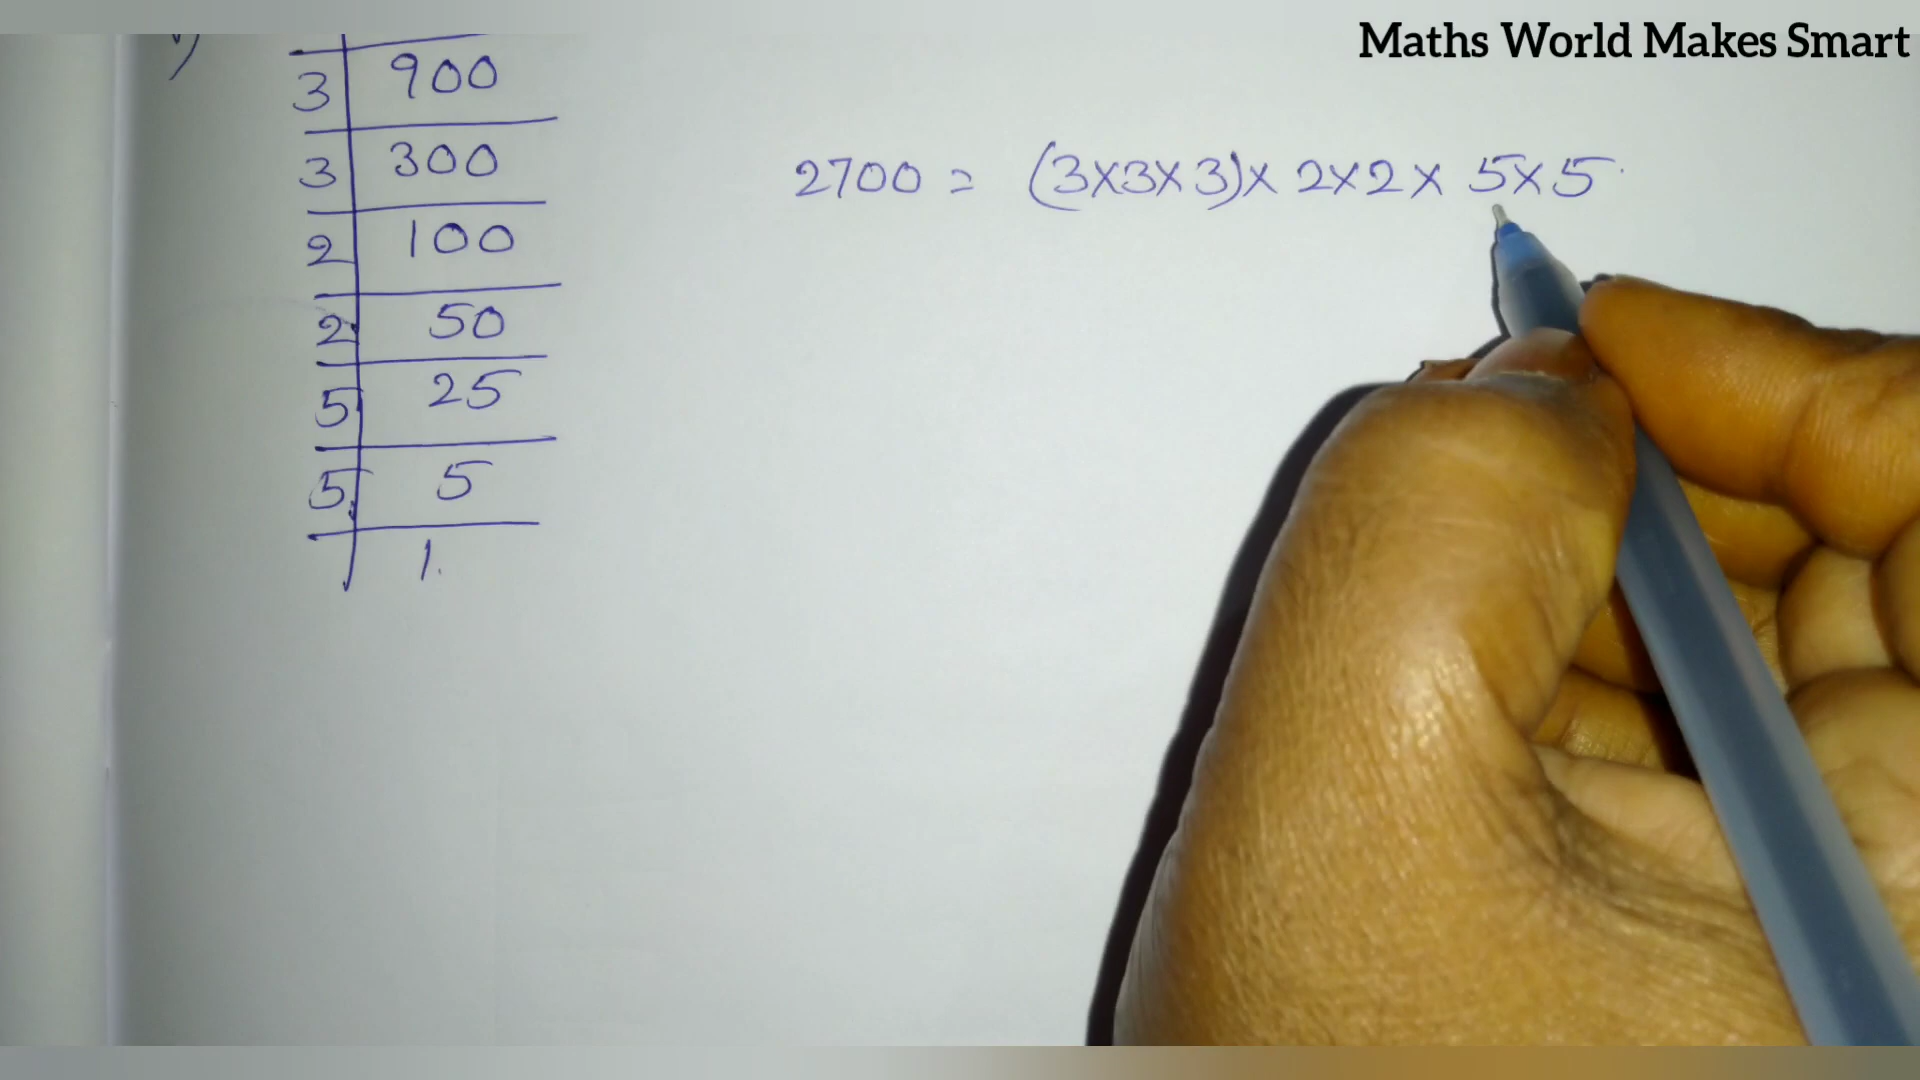 Maths World Makes Smart
3 | 900
3 | 300
2 | 100
2 | 50
5 | 25
5 | 5
1.
2700 = (3×3×3)× 2×2× 5×5